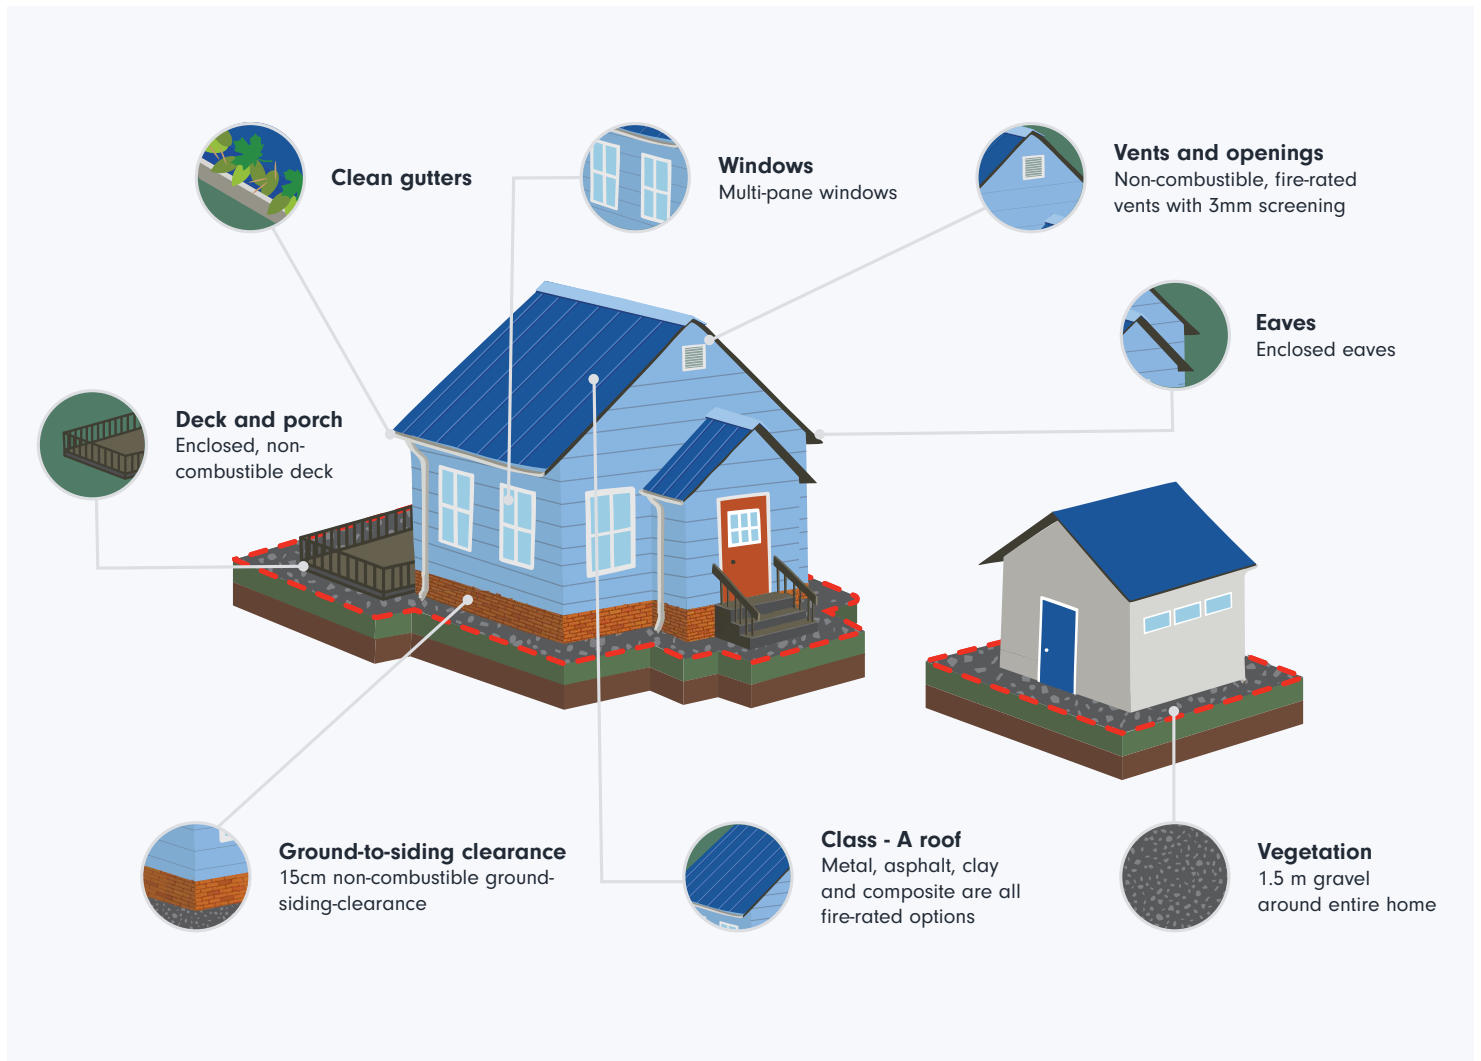 Clean gutters
Windows
Multi-pane windows
Vents and openings
Non-combustible, fire-rated
vents with 3mm screening
Eaves
Enclosed eaves
Deck and porch
Enclosed, non-
combustible deck
Ground-to-siding clearance
15cm non-combustible ground-
siding-clearance
Class - A roof
Metal, asphalt, clay
and composite are all
fire-rated options
Vegetation
1.5 m gravel
around entire home